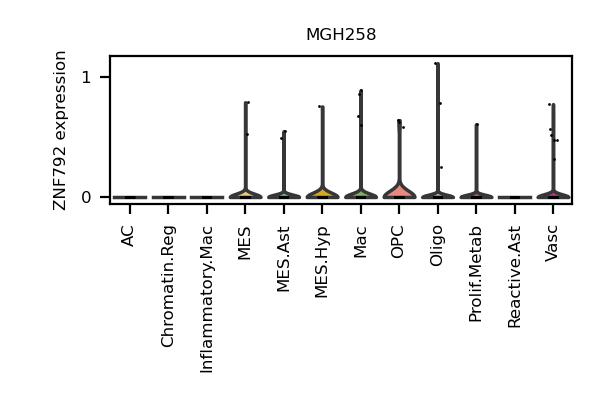 MGH258
ZNF792 expression
1
0
AC
Chromatin.Reg
Inflammatory.Mac
MES
MES.Ast
MES.Hyp
Mac
OPC
Oligo
Prolif.Metab
Reactive.Ast
Vasc